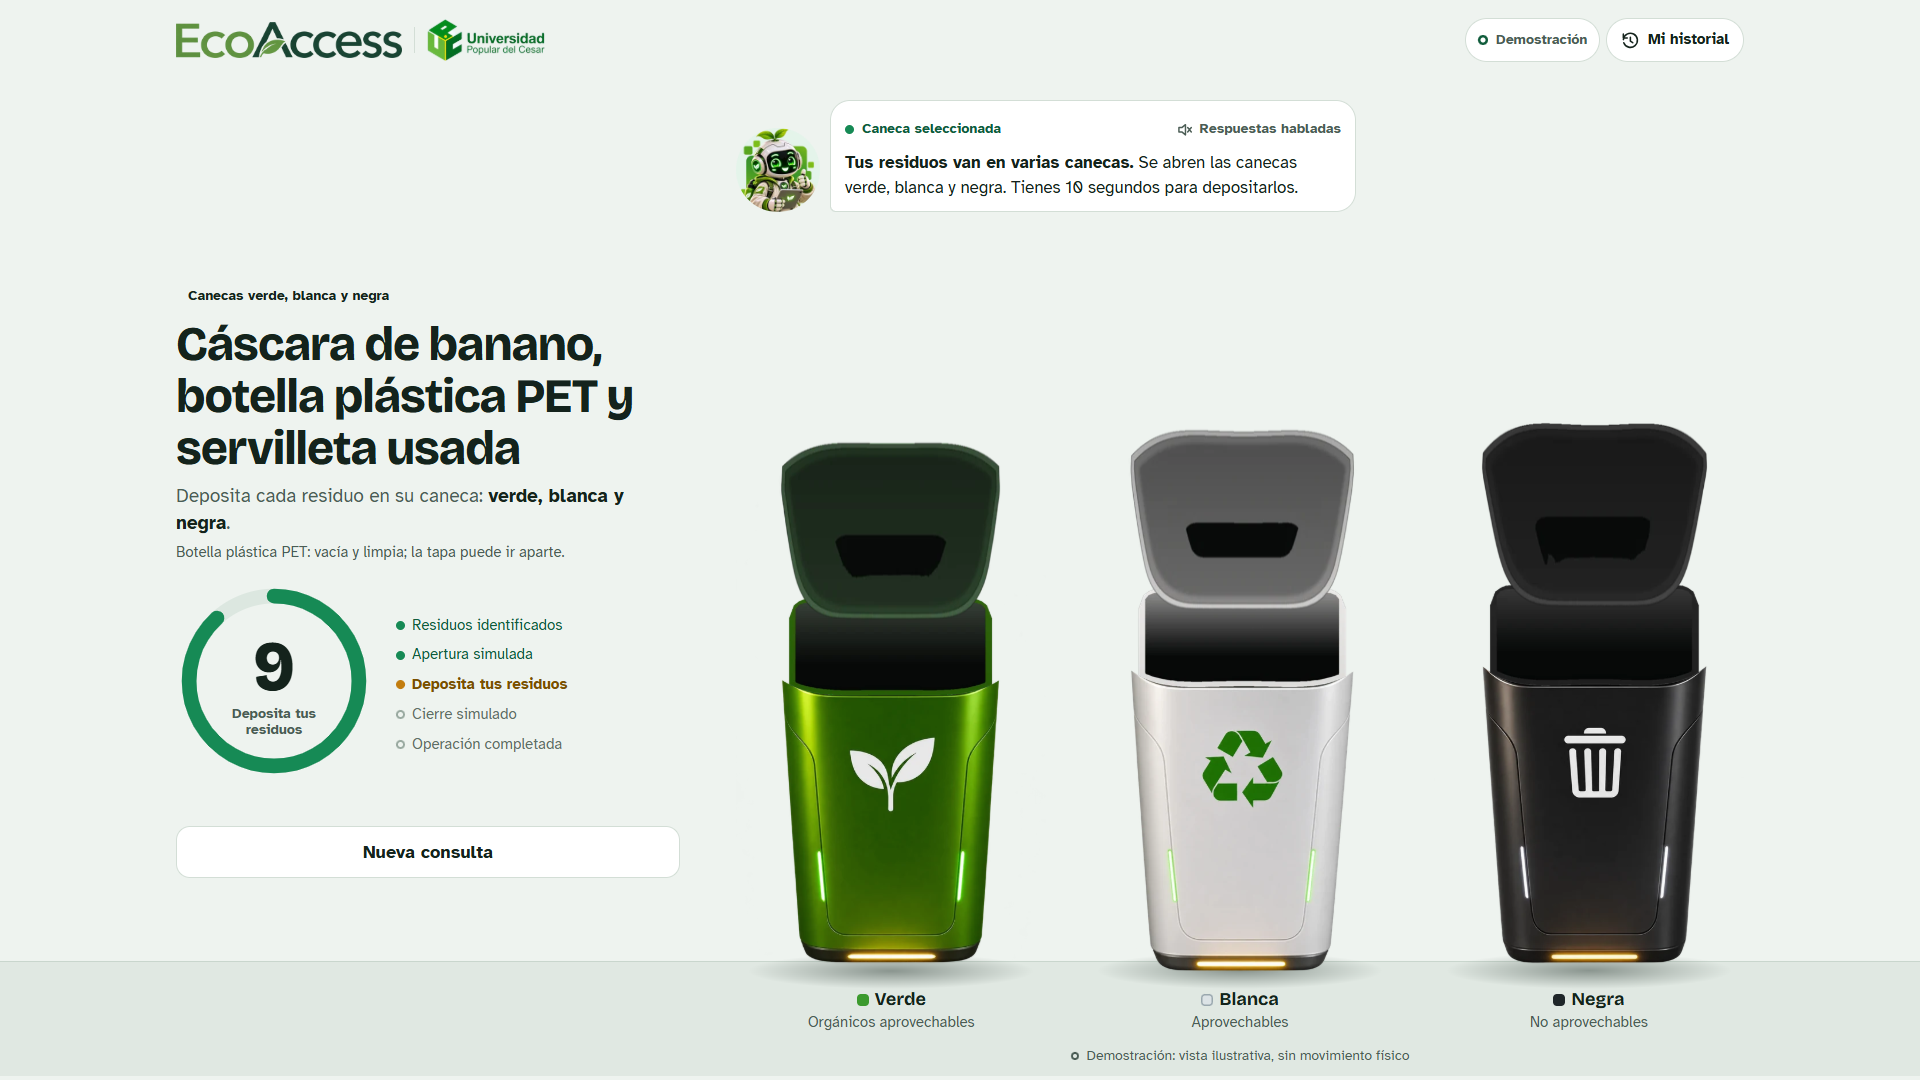 EcoAccess
Universidad
Popular del Cesar
Demostración
Mi historial
Caneca seleccionada
Respuestas habladas
Tus residuos van en varias canecas. Se abren las canecas
verde, blanca y negra. Tienes 10 segundos para depositarlos.
Canecas verde, blanca y negra
Cáscara de banano,
botella plástica PET y
servilleta usada
Deposita cada residuo en su caneca: verde, blanca y
negra.
Botella plástica PET: vacía y limpia; la tapa puede ir aparte.
9
Deposita tus
residuos
Residuos identificados
Apertura simulada
Deposita tus residuos
Cierre simulado
Operación completada
Nueva consulta
Verde
Orgánicos aprovechables
Blanca
Aprovechables
Negra
No aprovechables
Demostración: vista ilustrativa, sin movimiento físico